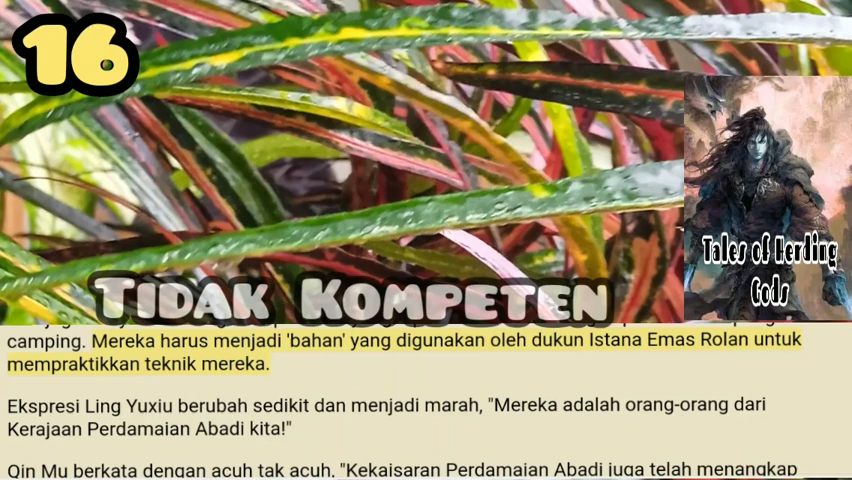 16
Tales of Herding
Gods
TIDAK KOMPETEN
camping. Mereka harus menjadi 'bahan' yang digunakan oleh dukun Istana Emas Rolan untuk
mempraktikkan teknik mereka.
Ekspresi Ling Yuxiu berubah sedikit dan menjadi marah, "Mereka adalah orang-orang dari
Kerajaan Perdamaian Abadi kita!"
Qin Mu berkata dengan acuh tak acuh, "Kekaisaran Perdamaian Abadi juga telah menangkap